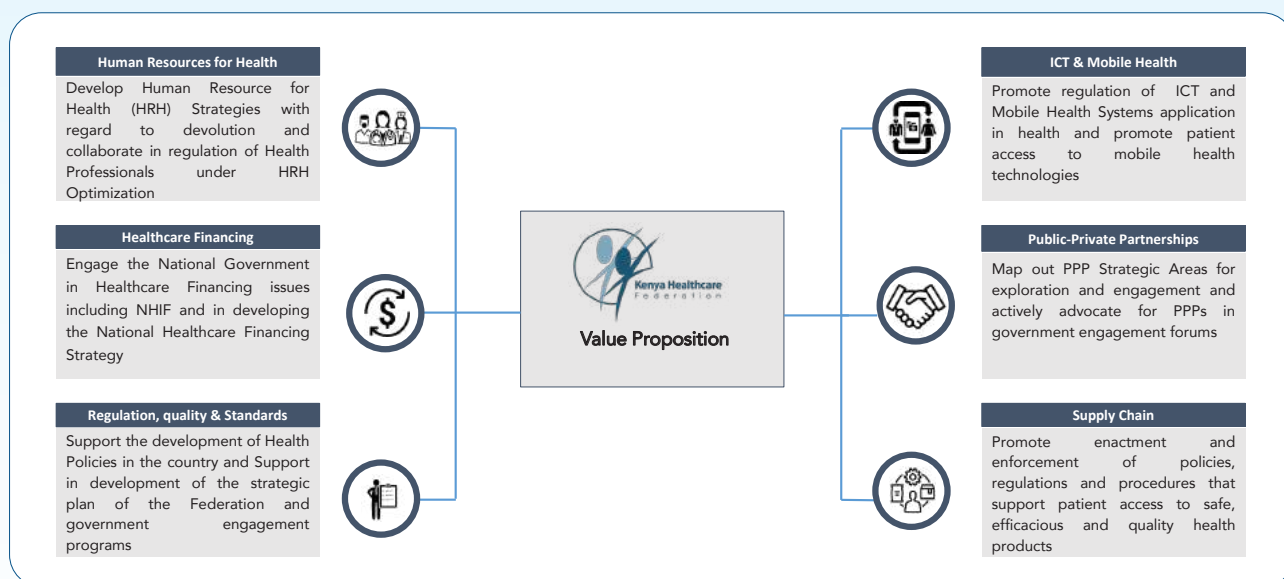 Human Resources for Health
Develop Human Resource for
Health (HRH) Strategies with
regard to devolution and
collaborate in regulation of Health
Professionals under HRH
Optimization
Healthcare Financing
Engage the National Government
in Healthcare Financing issues
including NHIF and in developing
the National Healthcare Financing
Strategy
Regulation, quality & Standards
Support the development of Health
Policies in the country and Support
in development of the strategic
plan of the Federation and
government engagement
programs
Kenya Healthcare
Federation
Value Proposition
ICT & Mobile Health
Promote regulation of ICT and
Mobile Health Systems application
in health and promote patient
access to mobile health
technologies
Public-Private Partnerships
Map out PPP Strategic Areas for
exploration and engagement and
actively advocate for PPPs in
government engagement forums
Supply Chain
Promote enactment and
enforcement of policies,
regulations and procedures that
support patient access to safe,
efficacious and quality health
products